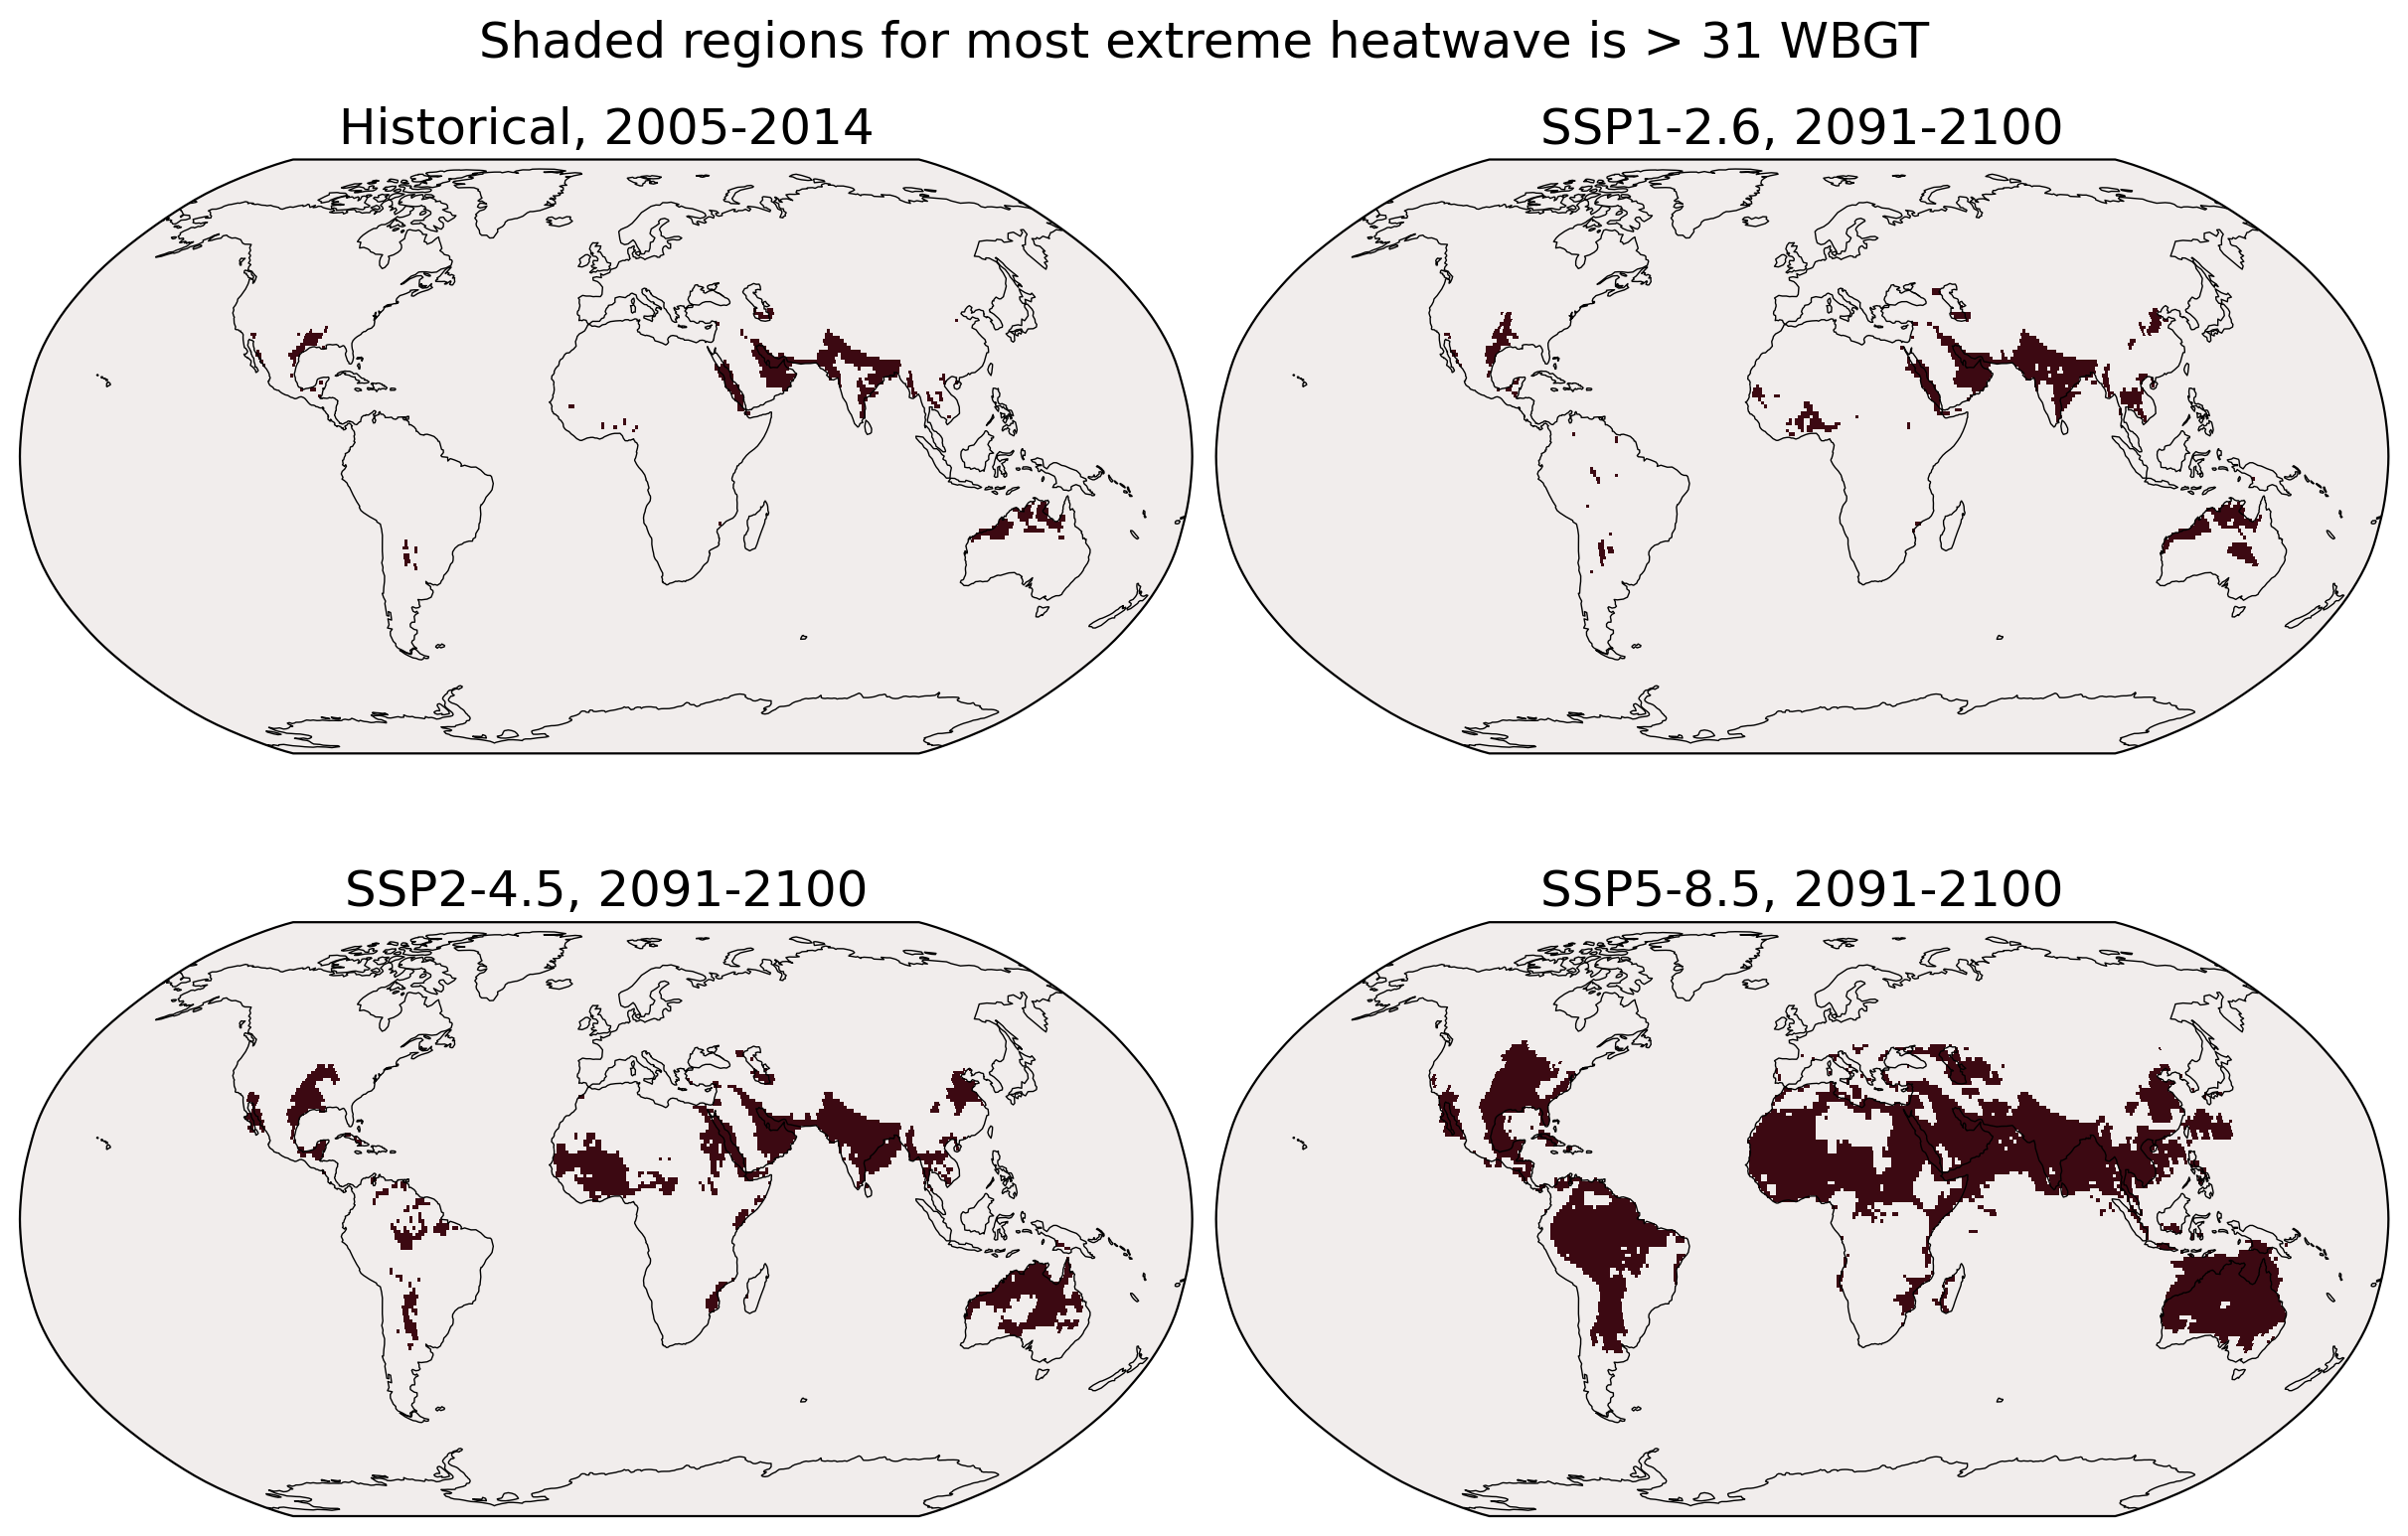 Shaded regions for most extreme heatwave is > 31 WBGT
Historical, 2005-2014
SSP1-2.6, 2091-2100
SSP2-4.5, 2091-2100
SSP5-8.5, 2091-2100